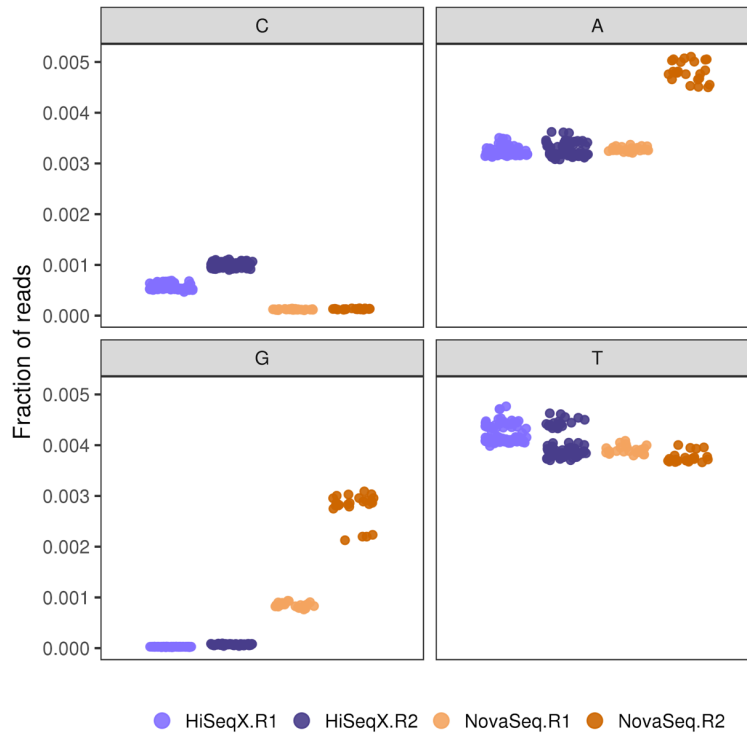 C
A
0.005
0.004
0.003
0.002
0.001
0.000
G
T
0.005
0.004
0.003
0.002
0.001
0.000
Fraction of reads
HiSeqX.R1 HiSeqX.R2 NovaSeq.R1 NovaSeq.R2